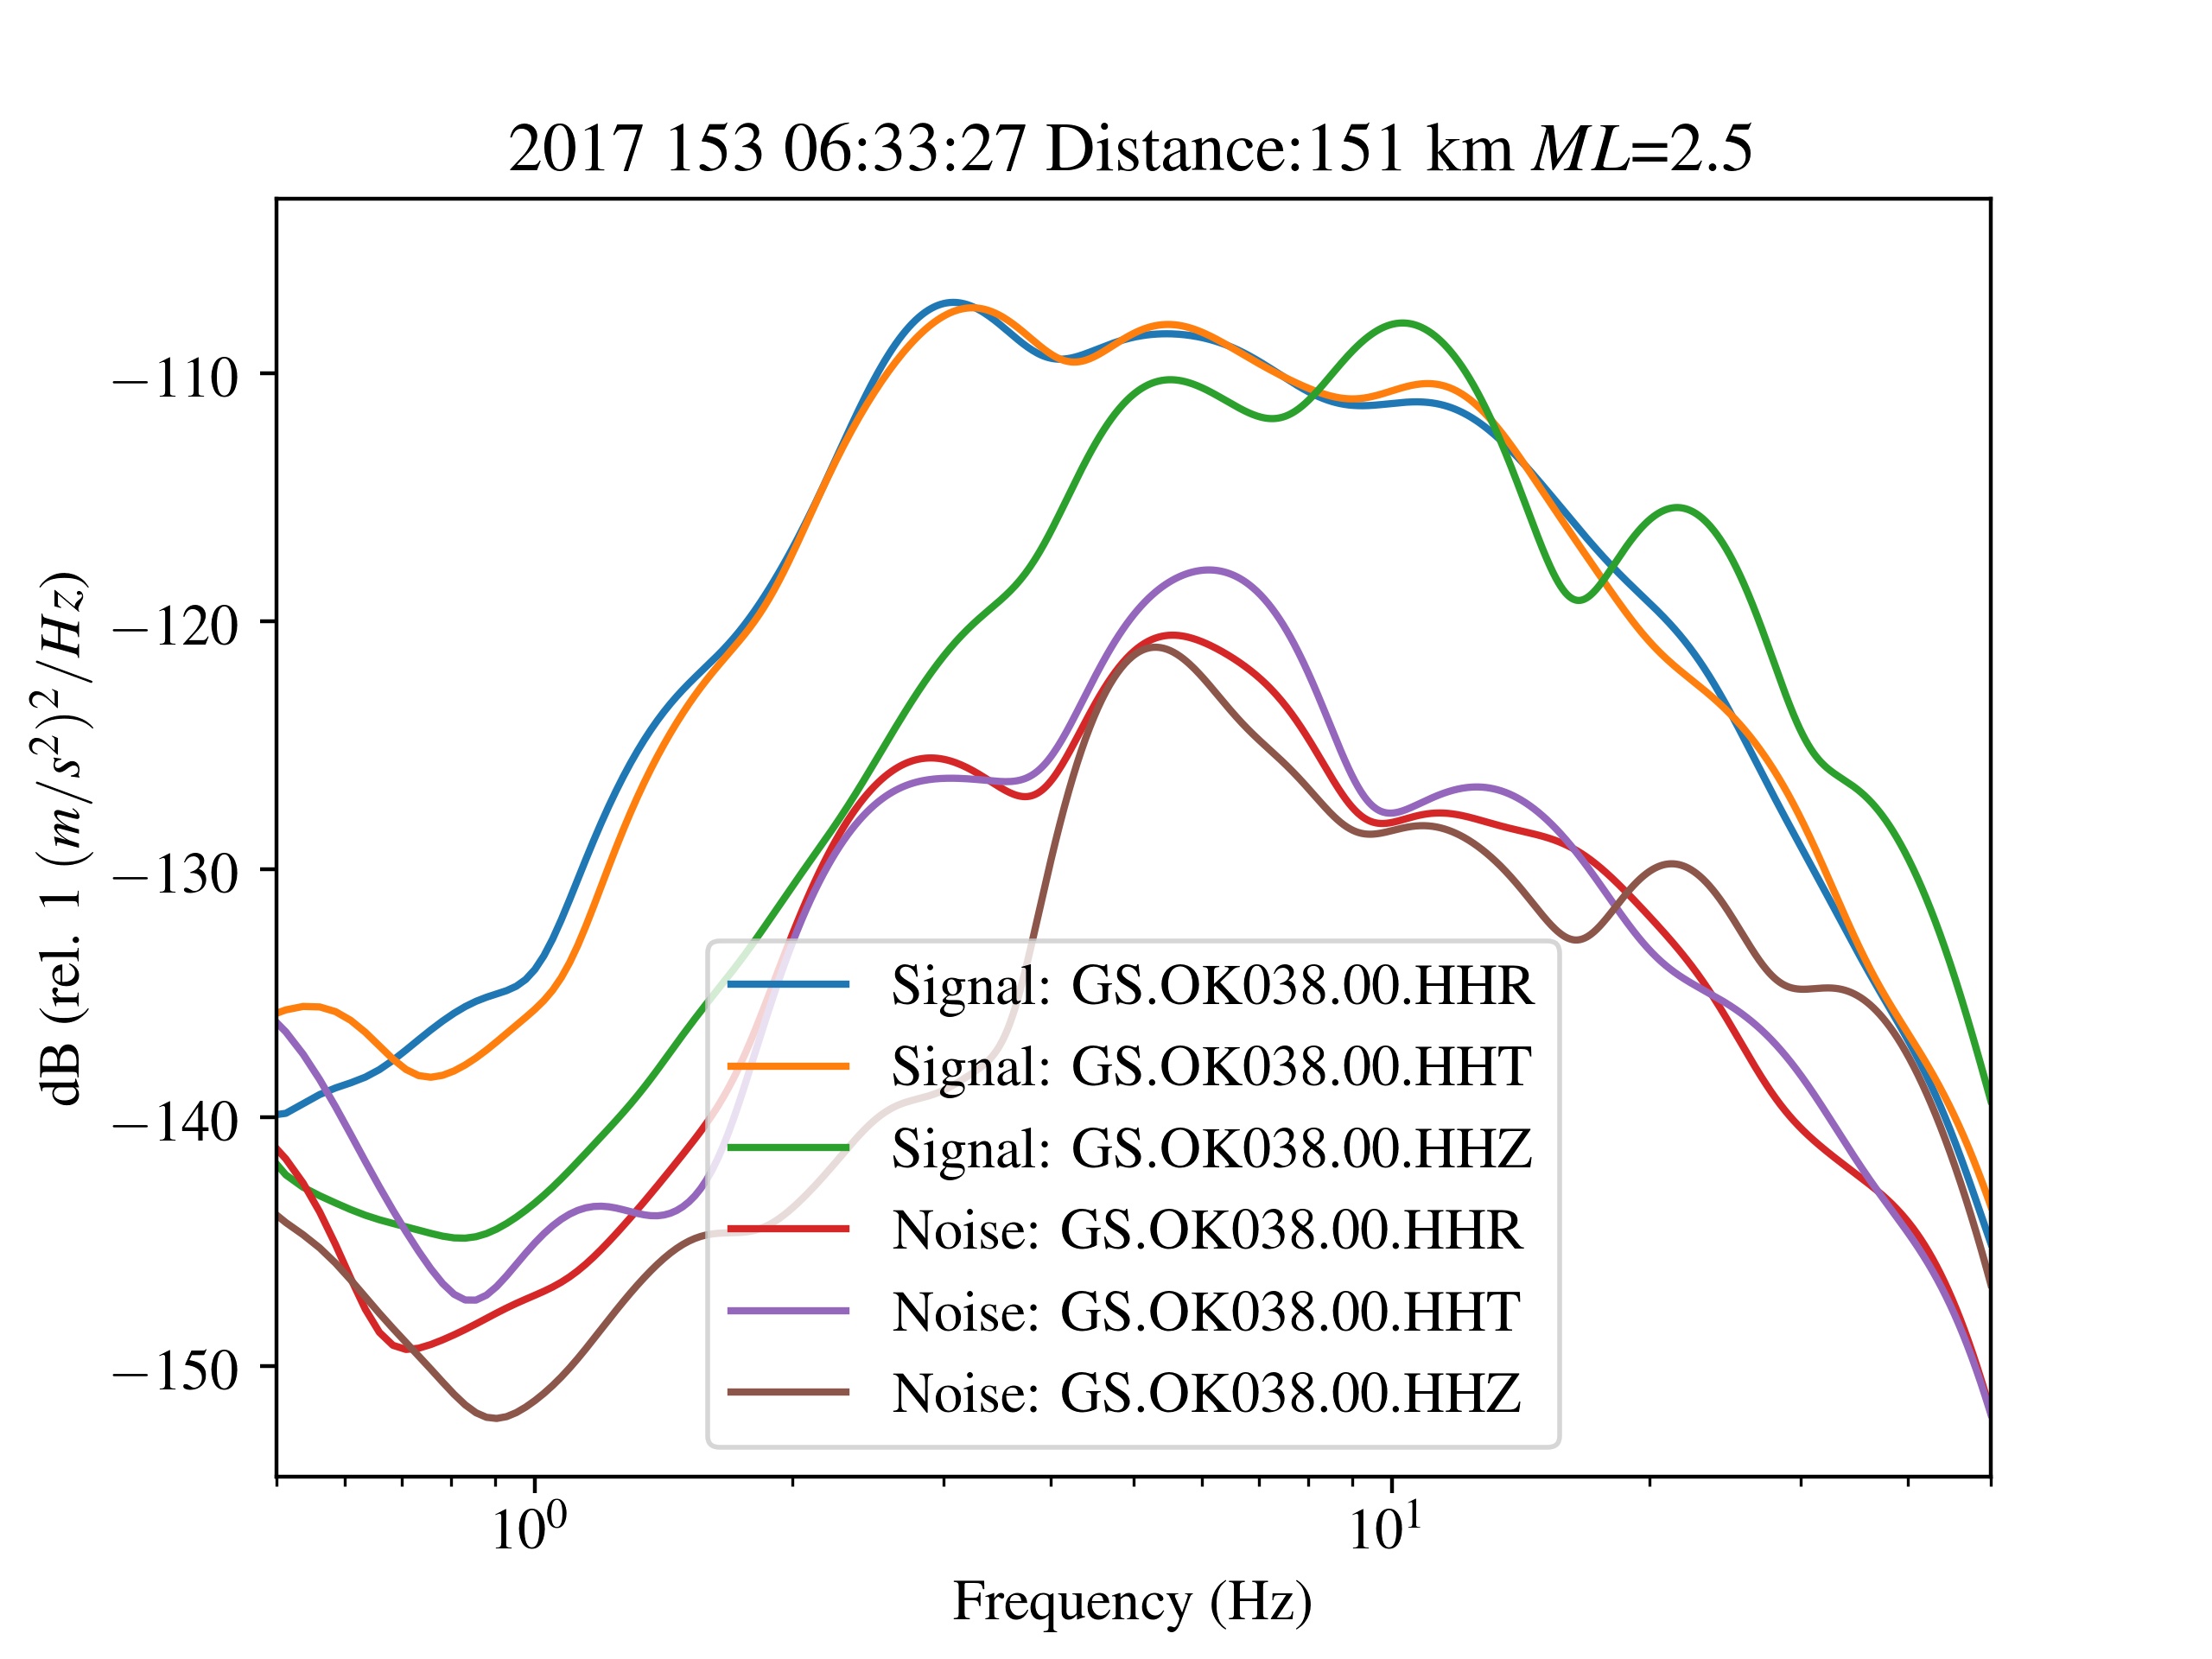 2017 153 06:33:27 Distance:151 km ML=2.5
dB (rel. 1 (m/s²)²/Hz)
−110
−120
−130
−140
−150
Signal: GS.OK038.00.HHR
Signal: GS.OK038.00.HHT
Signal: GS.OK038.00.HHZ
Noise: GS.OK038.00.HHR
Noise: GS.OK038.00.HHT
Noise: GS.OK038.00.HHZ
10⁰ 10¹
Frequency (Hz)